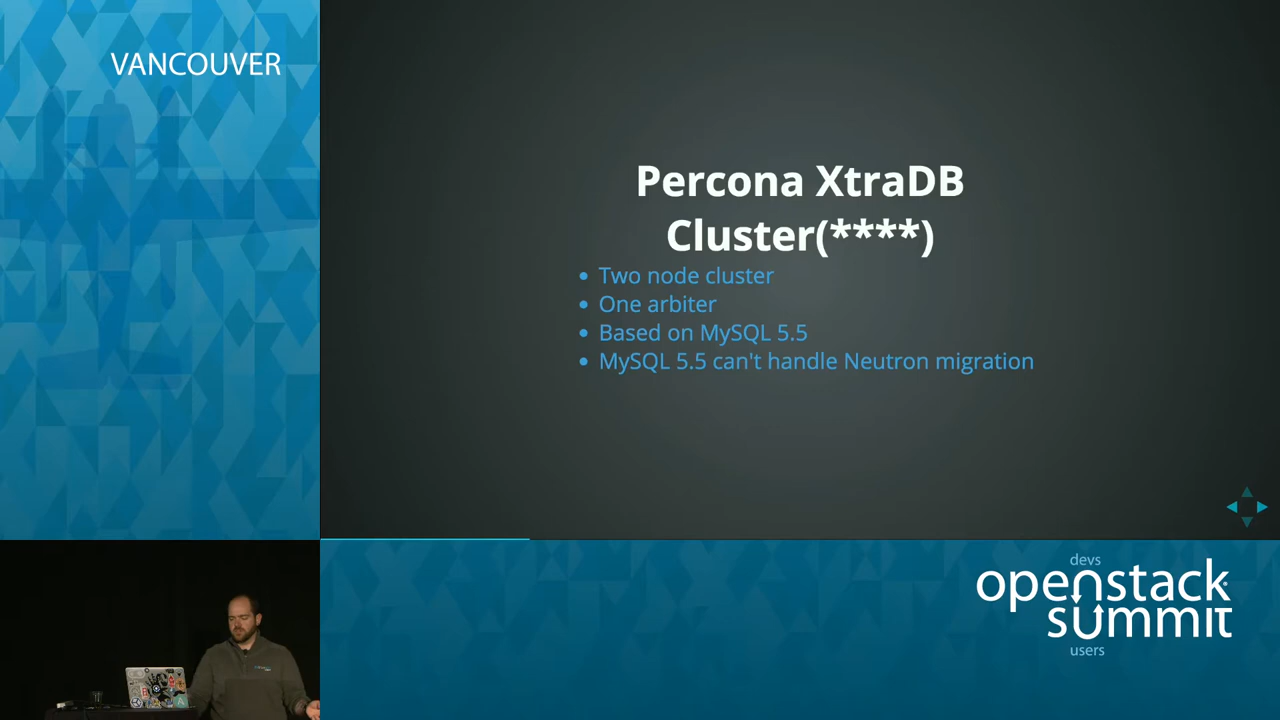 VANCOUVER
Percona XtraDB
Cluster(****)
Two node cluster
One arbiter
Based on MySQL 5.5
MySQL 5.5 can't handle Neutron migration
devs
openstack
summit
users